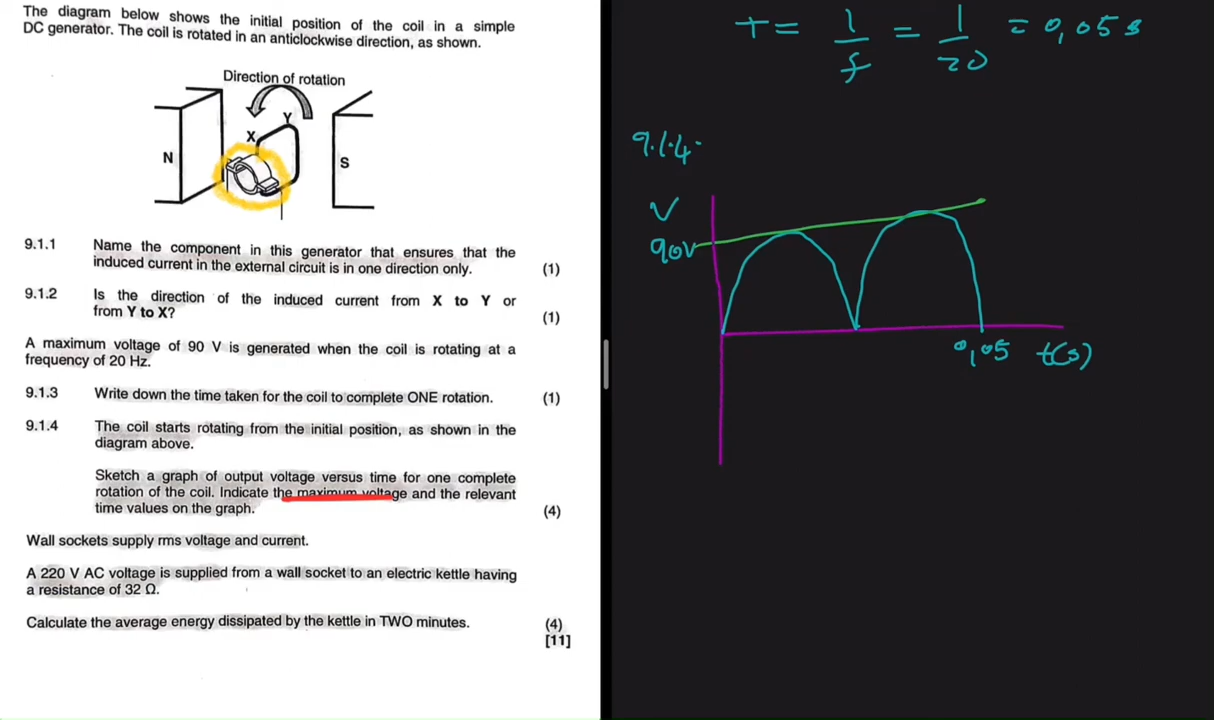 The diagram below shows the initial position of the coil in a simple
DC generator. The coil is rotated in an anticlockwise direction, as shown.
Direction of rotation
Y
X
N
S
9.1.1 Name the component in this generator that ensures that the
induced current in the external circuit is in one direction only. (1)
9.1.2 Is the direction of the induced current from X to Y or
from Y to X? (1)
A maximum voltage of 90 V is generated when the coil is rotating at a
frequency of 20 Hz.
9.1.3 Write down the time taken for the coil to complete ONE rotation. (1)
9.1.4 The coil starts rotating from the initial position, as shown in the
diagram above.
Sketch a graph of output voltage versus time for one complete
rotation of the coil. Indicate the maximum voltage and the relevant
time values on the graph. (4)
Wall sockets supply rms voltage and current.
A 220 V AC voltage is supplied from a wall socket to an electric kettle having
a resistance of 32 Ω.
Calculate the average energy dissipated by the kettle in TWO minutes. (4)
[11]
T = 1/f = 1/20 = 0,05 s
9.1.4.
V
90V
0,05 t(s)